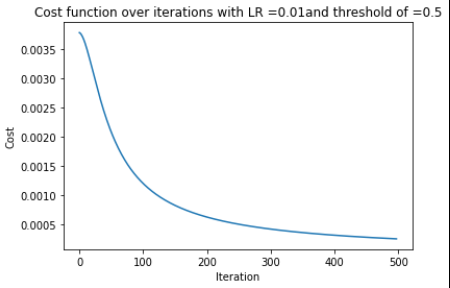 Cost function over iterations with LR =0.01and threshold of =0.5
0.0035
0.0030
0.0025
0.0020
0.0015
0.0010
0.0005
Cost
0 100 200 300 400 500
Iteration